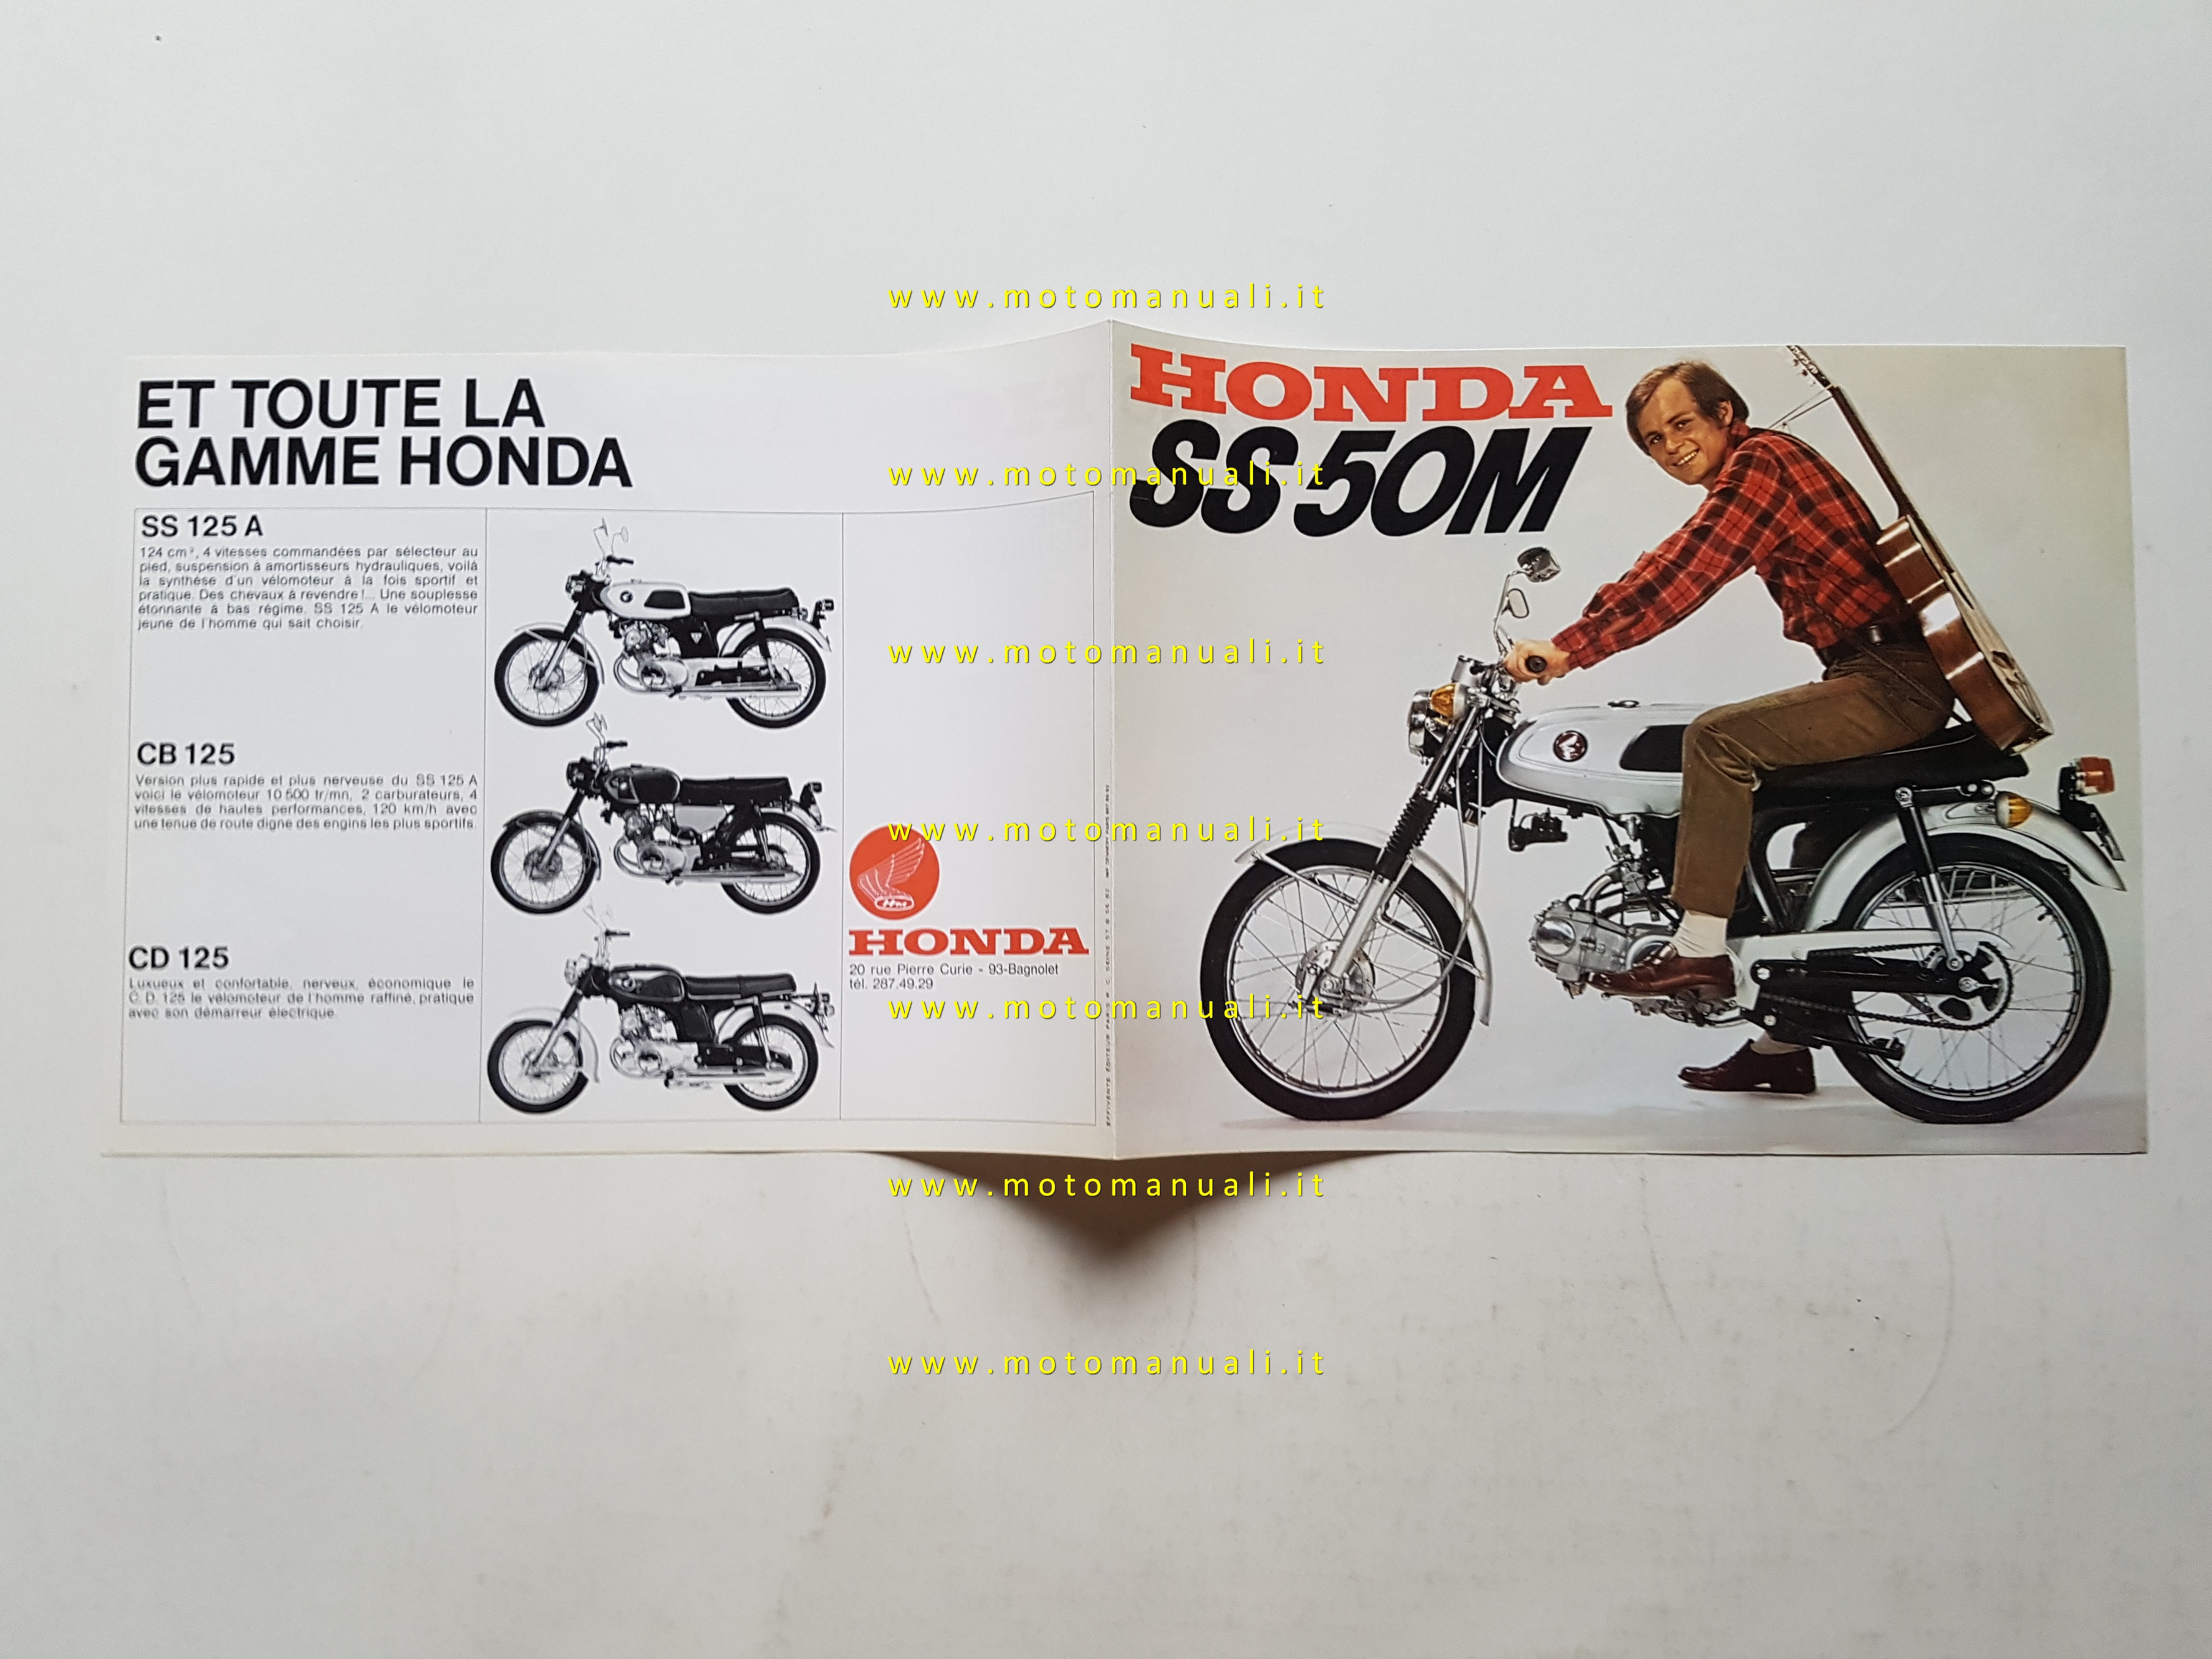 www.motomanuali.it
ET TOUTE LA
GAMME HONDA
SS 125 A
124 cm³, 4 vitesses commandées par sélecteur au
pied, suspension à amortisseurs hydrauliques, voilà
la synthèse d'un vélomoteur à la fois sportif et
pratique. Des chevaux à revendre !... Une souplesse
étonnante à bas régime. SS 125 A le vélomoteur
jeune de l'homme qui sait choisir.
CB 125
Version plus rapide et plus nerveuse du SS 125 A
voici le vélomoteur 10 500 tr/mn, 2 carburateurs, 4
vitesses de hautes performances, 120 km/h avec
une tenue de route digne des engins les plus sportifs.
CD 125
Luxueux et confortable, nerveux, économique le
C. D. 125 le vélomoteur de l'homme raffiné, pratique
avec son démarreur électrique.
HONDA
20 rue Pierre Curie - 93-Bagnolet
tél. 287.49.29
HONDA
SS 50M
www.motomanuali.it
www.motomanuali.it
www.motomanuali.it
www.motomanuali.it
www.motomanuali.it
www.motomanuali.it